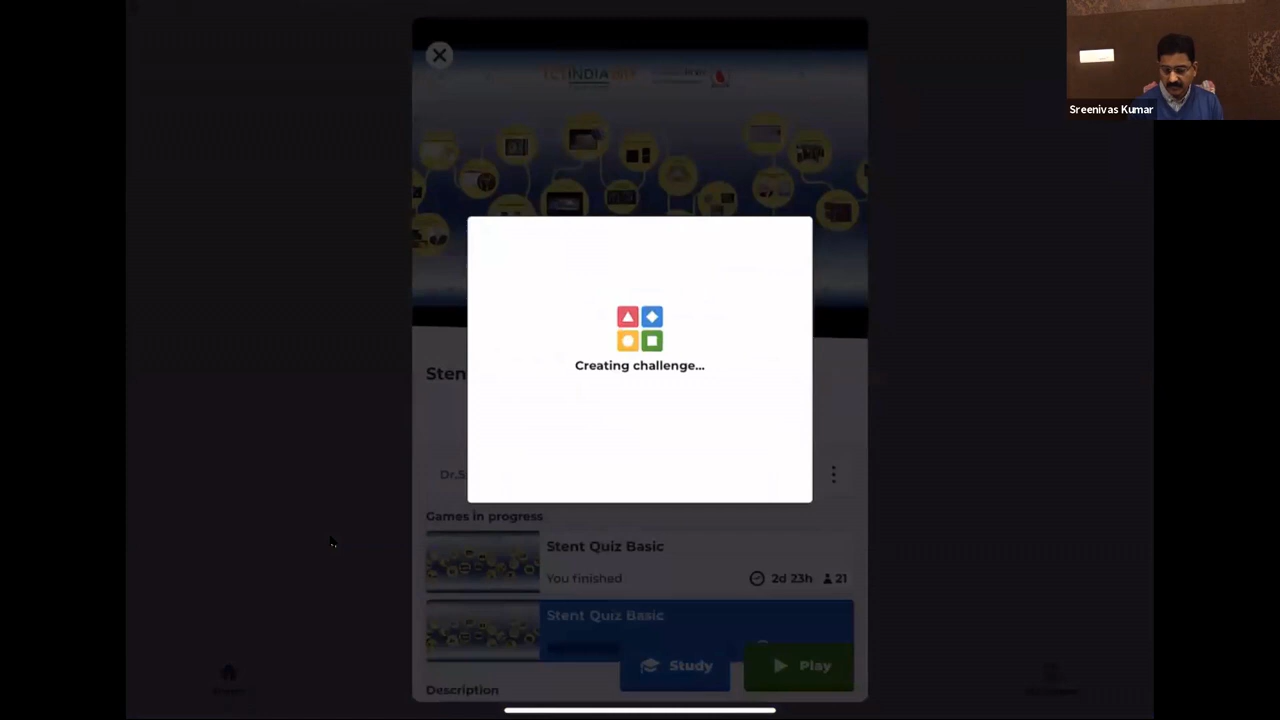 Sreenivas Kumar
Creating challenge...
Sten
Dr.S
Games in progress
Stent Quiz Basic
You finished
2d 23h
21
Stent Quiz Basic
Study
Play
Description